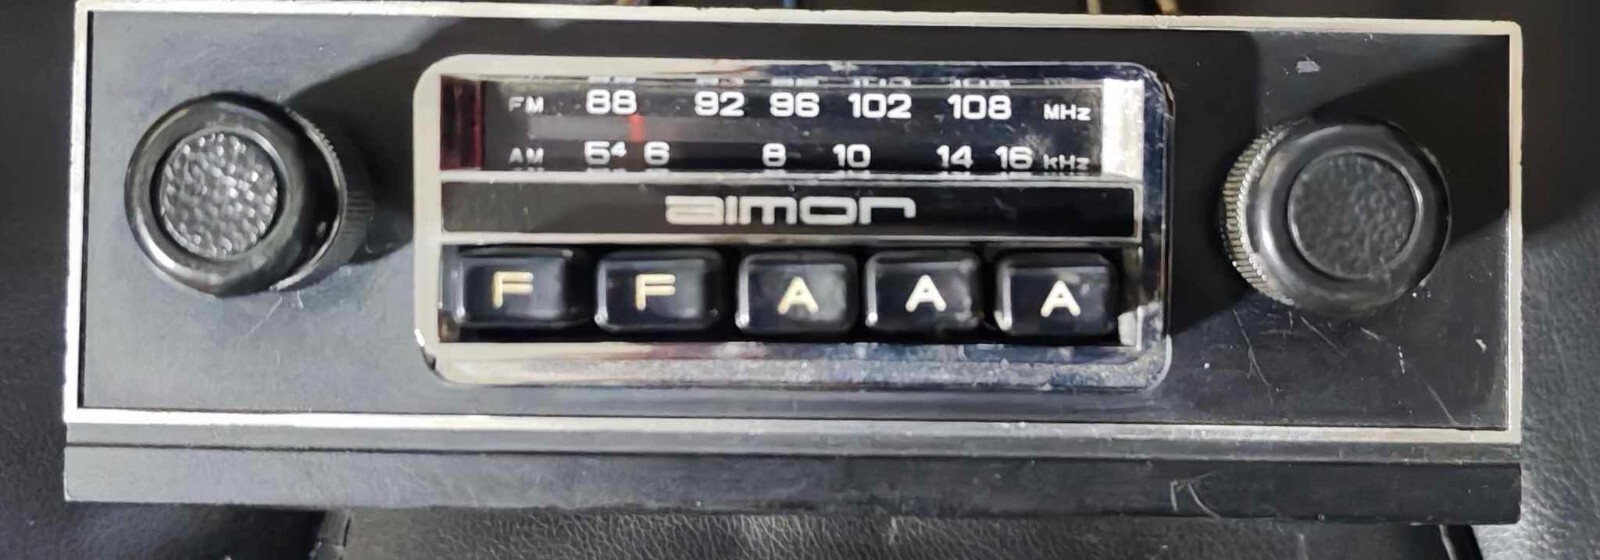 FM 88 92 96 102 108 MHz
AM 54 6 8 10 14 16 kHz
aimor
F F A A A